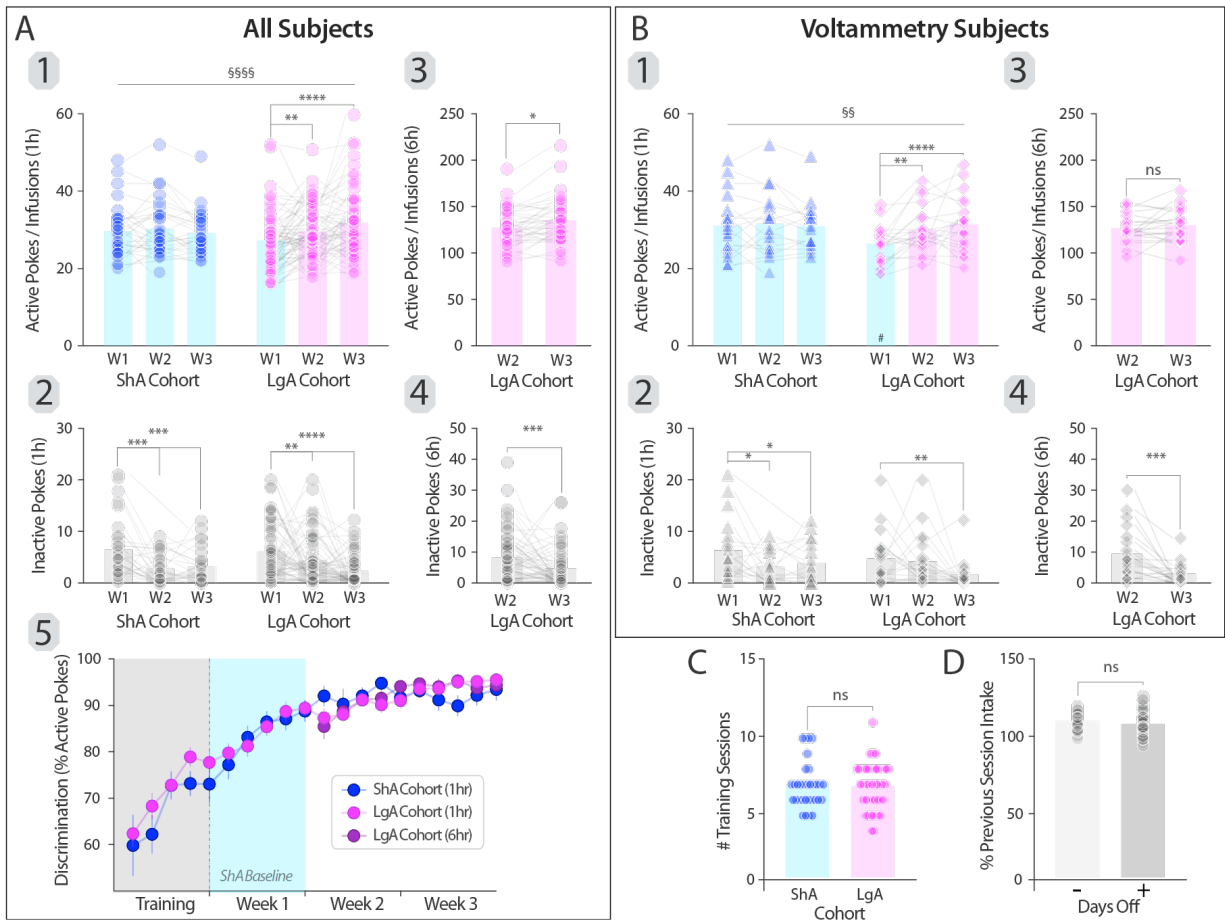 A
All Subjects
1
§§§§
****
**
Active Pokes / Infusions (1h)
60
40
20
0
W1 W2 W3 W1 W2 W3
ShA Cohort LgA Cohort
3
*
Active Pokes / Infusions (6h)
250
200
150
100
50
0
W2 W3
LgA Cohort
2
***
***
****
**
Inactive Pokes (1h)
30
20
10
0
W1 W2 W3 W1 W2 W3
ShA Cohort LgA Cohort
4
***
Inactive Pokes (6h)
50
40
30
20
10
0
W2 W3
LgA Cohort
5
Discrimination (% Active Pokes)
100
90
80
70
60
ShA Cohort (1hr)
LgA Cohort (1hr)
LgA Cohort (6hr)
ShA Baseline
Training Week 1 Week 2 Week 3
B
Voltammetry Subjects
1
§§
****
**
Active Pokes / Infusions (1h)
60
40
20
0
#
W1 W2 W3 W1 W2 W3
ShA Cohort LgA Cohort
3
ns
Active Pokes/ Infusions (6h)
250
200
150
100
50
0
W2 W3
LgA Cohort
2
*
*
**
Inactive Pokes (1h)
30
20
10
0
W1 W2 W3 W1 W2 W3
ShA Cohort LgA Cohort
4
***
Inactive Pokes (6h)
50
40
30
20
10
0
W2 W3
LgA Cohort
C
ns
# Training Sessions
15
10
5
0
ShA LgA
Cohort
D
ns
% Previous Session Intake
150
100
50
0
- +
Days Off